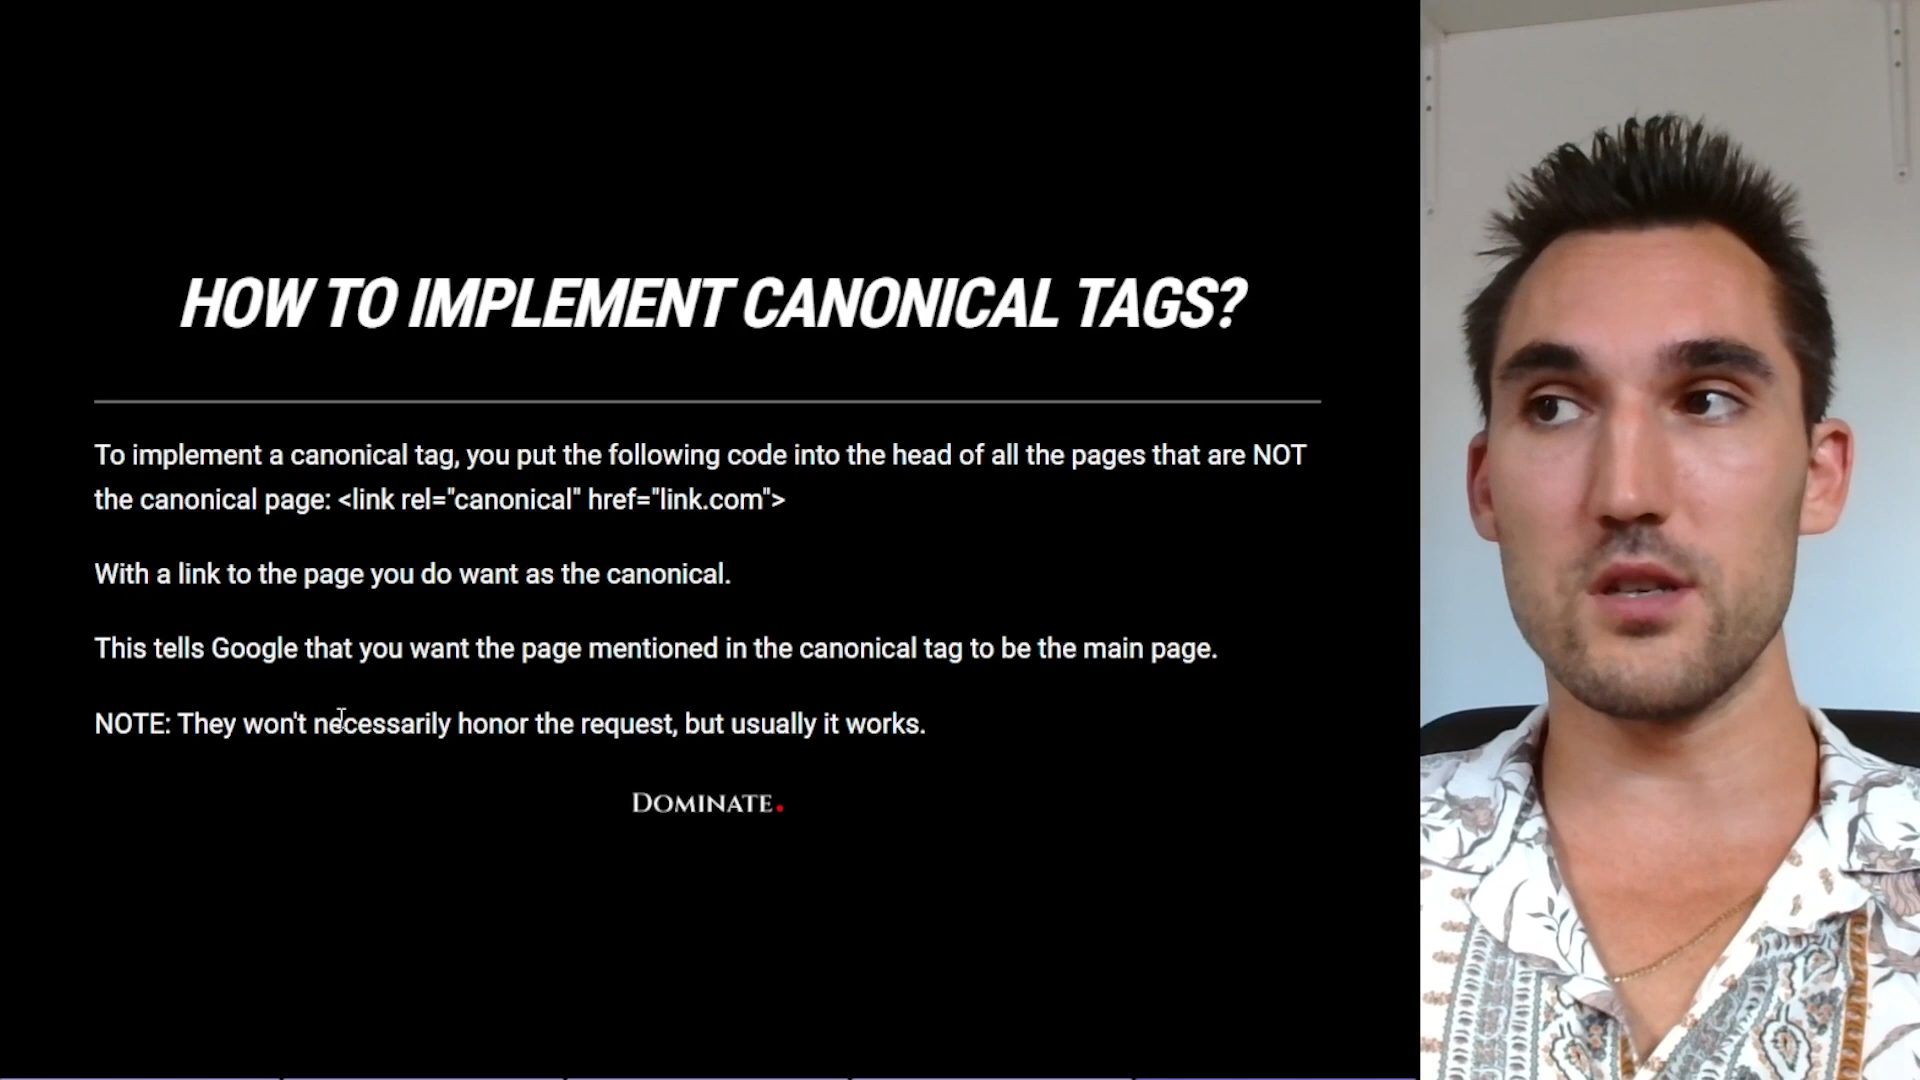 HOW TO IMPLEMENT CANONICAL TAGS?
To implement a canonical tag, you put the following code into the head of all the pages that are NOT
the canonical page: <link rel="canonical" href="link.com">
With a link to the page you do want as the canonical.
This tells Google that you want the page mentioned in the canonical tag to be the main page.
NOTE: They won't necessarily honor the request, but usually it works.
DOMINATE.